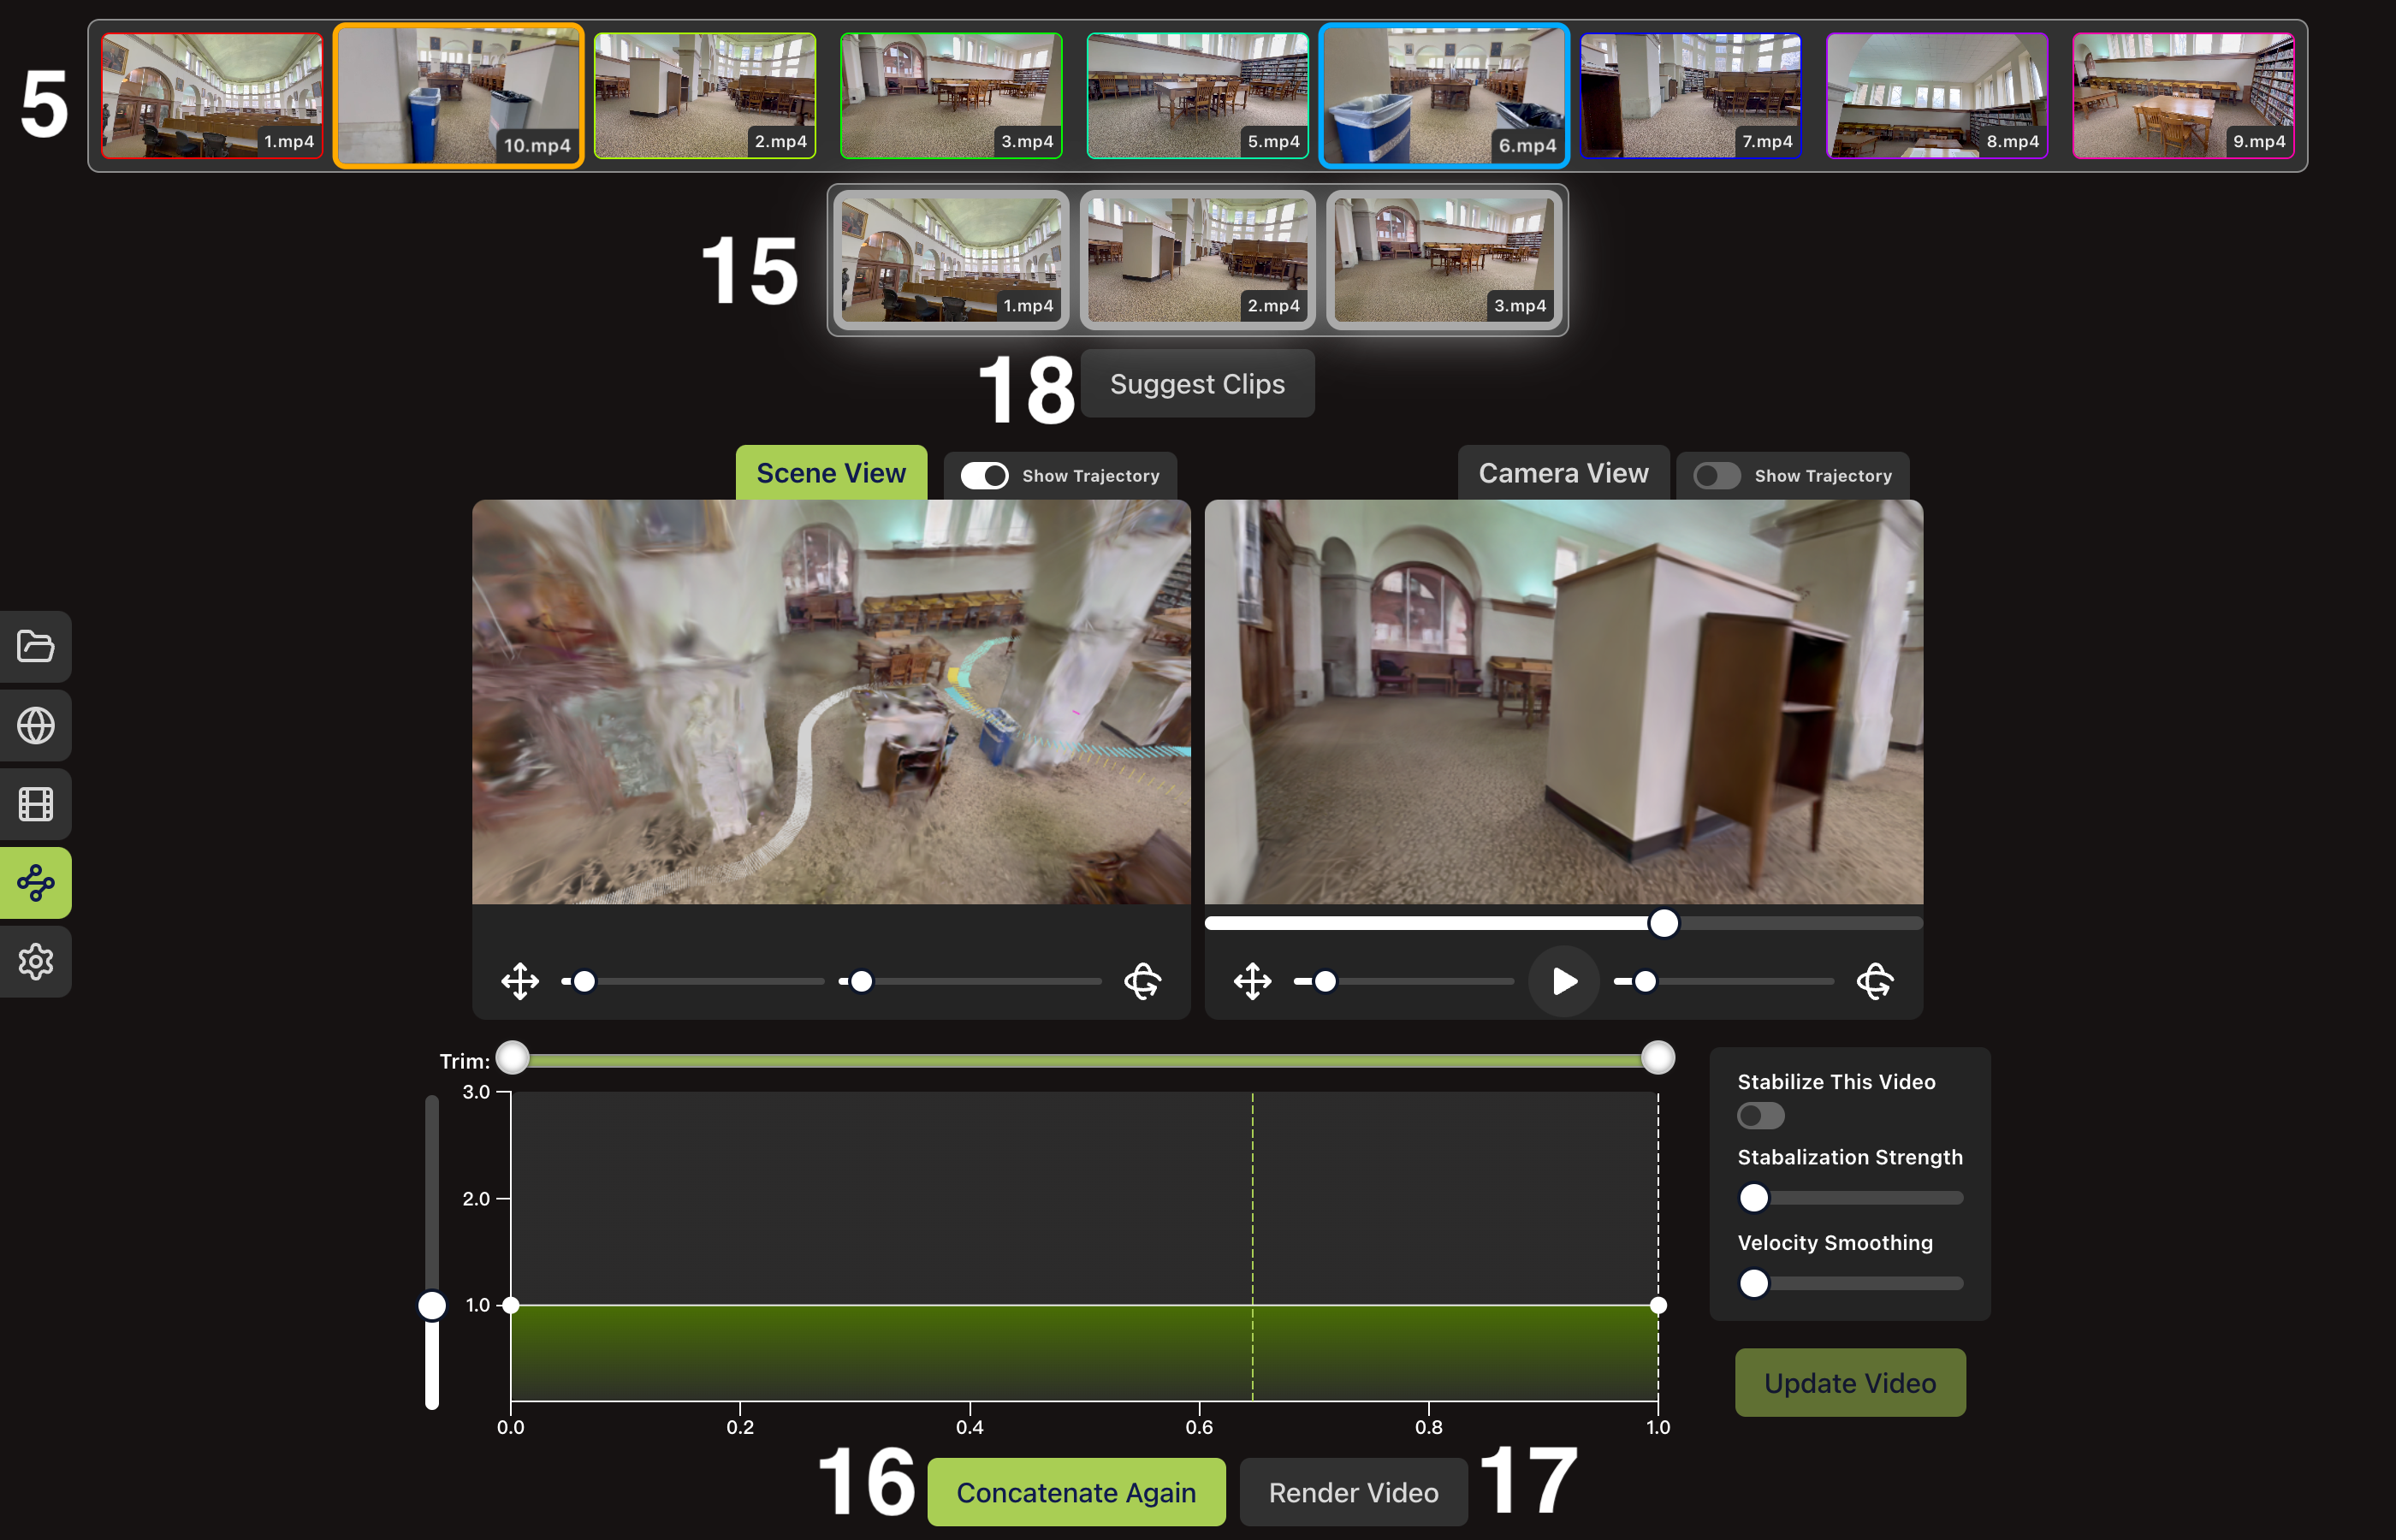 5
1.mp4
10.mp4
2.mp4
3.mp4
5.mp4
6.mp4
7.mp4
8.mp4
9.mp4
15
1.mp4
2.mp4
3.mp4
18
Suggest Clips
Scene View
Show Trajectory
Camera View
Show Trajectory
Trim:
3.0
2.0
1.0
0.0
0.2
0.4
0.6
0.8
1.0
Stabilize This Video
Stabalization Strength
Velocity Smoothing
Update Video
16
Concatenate Again
Render Video
17